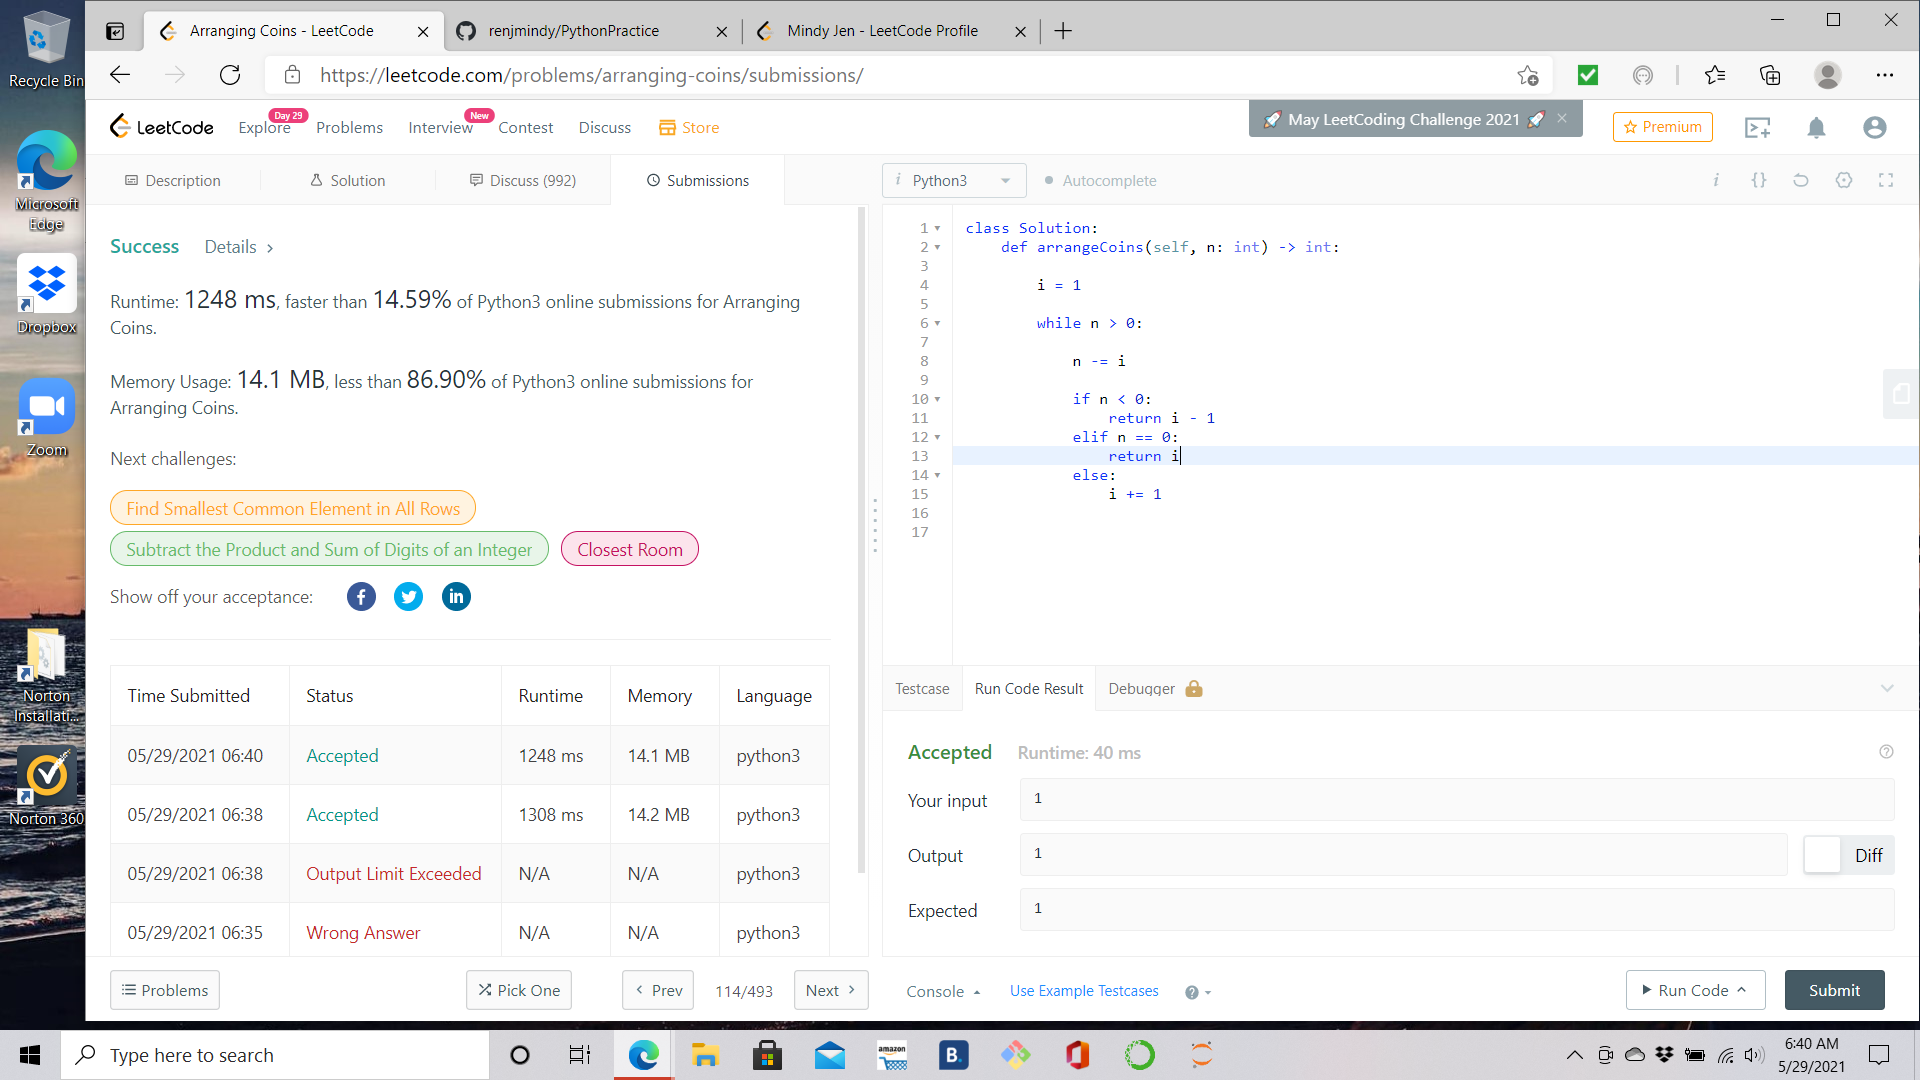 Recycle Bin
Microsoft
Edge
Dropbox
Zoom
Norton
Installati...
Norton 360
Arranging Coins - LeetCode
renjmindy/PythonPractice
Mindy Jen - LeetCode Profile
https://leetcode.com/problems/arranging-coins/submissions/
LeetCode
Explore
Day 29
Problems
Interview
New
Contest
Discuss
Store
🚀 May LeetCoding Challenge 2021 🚀
Premium
Description
Solution
Discuss (992)
Submissions
Success
Details >
Runtime: 1248 ms, faster than 14.59% of Python3 online submissions for Arranging
Coins.
Memory Usage: 14.1 MB, less than 86.90% of Python3 online submissions for
Arranging Coins.
Next challenges:
Find Smallest Common Element in All Rows
Subtract the Product and Sum of Digits of an Integer
Closest Room
Show off your acceptance:
Time Submitted Status Runtime Memory Language
05/29/2021 06:40 Accepted 1248 ms 14.1 MB python3
05/29/2021 06:38 Accepted 1308 ms 14.2 MB python3
05/29/2021 06:38 Output Limit Exceeded N/A N/A python3
05/29/2021 06:35 Wrong Answer N/A N/A python3
Problems
Pick One
< Prev
114/493
Next >
i Python3
Autocomplete
i {}
1 class Solution:
2     def arrangeCoins(self, n: int) -> int:
3
4         i = 1
5
6         while n > 0:
7
8             n -= i
9
10             if n < 0:
11                 return i - 1
12             elif n == 0:
13                 return i
14             else:
15                 i += 1
16
17
Testcase
Run Code Result
Debugger
Accepted Runtime: 40 ms
Your input 1
Output 1
Diff
Expected 1
Console
Use Example Testcases
Run Code
Submit
Type here to search
amazon
B.
6:40 AM
5/29/2021